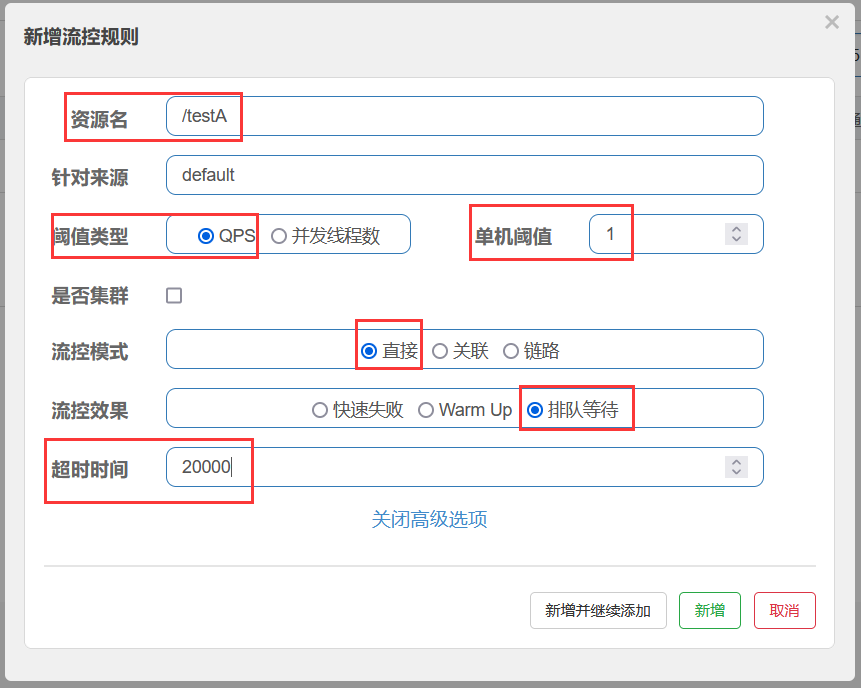 新增流控规则 ×
资源名 /testA
针对来源 default
阈值类型 QPS 并发线程数 单机阈值 1
是否集群
流控模式 直接 关联 链路
流控效果 快速失败 Warm Up 排队等待
超时时间 20000
关闭高级选项
新增并继续添加 新增 取消